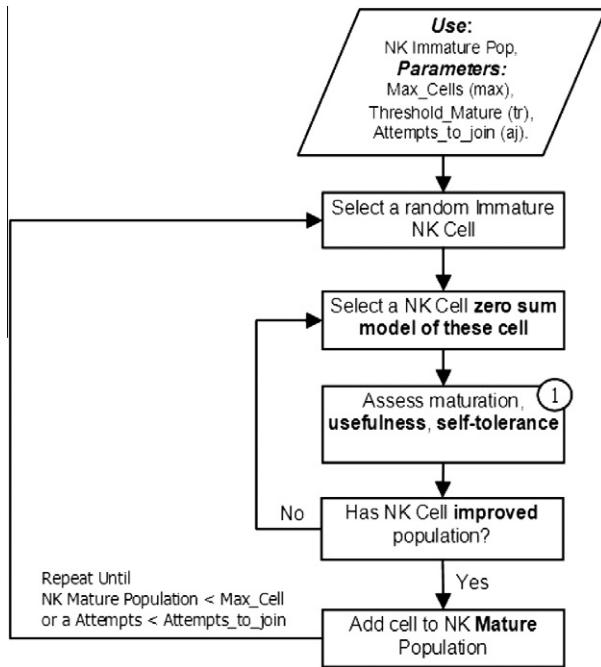 Use:
NK Immature Pop,
Parameters:
Max_Cells (max),
Threshold_Mature (tr),
Attempts_to_join (aj).
Select a random Immature
NK Cell
Select a NK Cell zero sum
model of these cell
1
Assess maturation,
usefulness, self-tolerance
No
Has NK Cell improved
population?
Yes
Repeat Until
NK Mature Population < Max_Cell
or a Attempts < Attempts_to_join
Add cell to NK Mature
Population